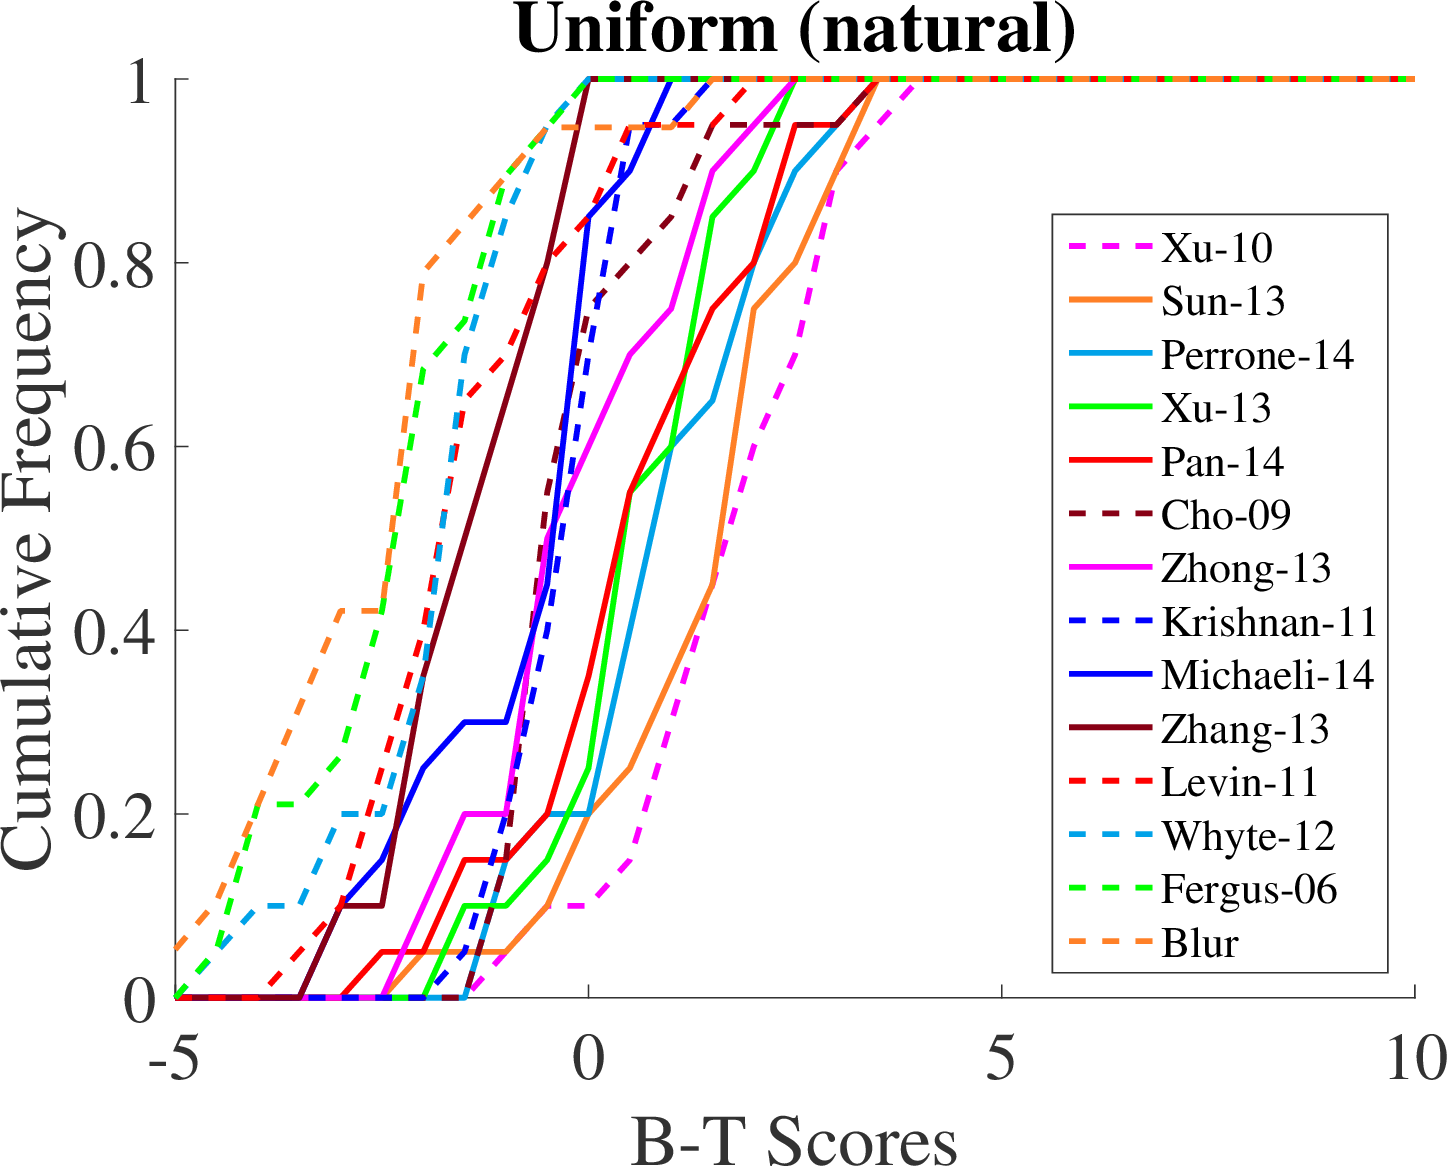 Uniform (natural)
Cumulative Frequency
1
0.8
0.6
0.4
0.2
0
-5
0
5
10
B-T Scores
Xu-10
Sun-13
Perrone-14
Xu-13
Pan-14
Cho-09
Zhong-13
Krishnan-11
Michaeli-14
Zhang-13
Levin-11
Whyte-12
Fergus-06
Blur